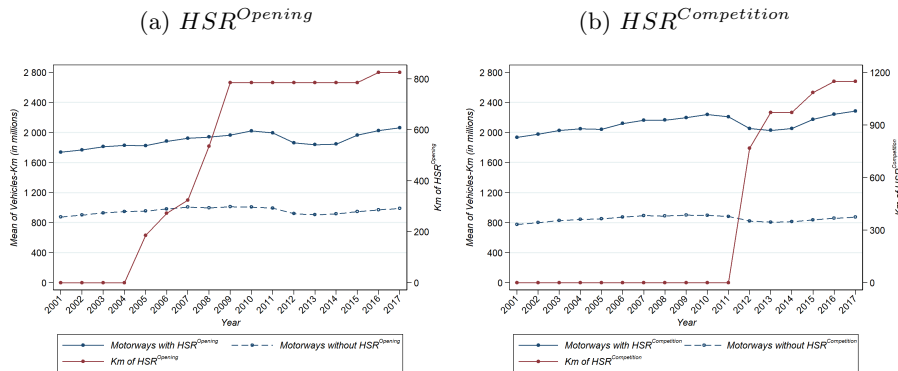 (a) HSR^Opening
(b) HSR^Competition
Mean of Vehicles-Km (in millions)
2 800
2 400
2 000
1 600
1 200
800
400
0
800
600
400
200
0
Km of HSR^Opening
2001 2002 2003 2004 2005 2006 2007 2008 2009 2010 2011 2012 2013 2014 2015 2016 2017
Year
Motorways with HSR^Opening
Motorways without HSR^Opening
Km of HSR^Opening
Mean of Vehicles-Km (in millions)
2 800
2 400
2 000
1 600
1 200
800
400
0
1200
900
600
300
0
Km of HSR^Competition
2001 2002 2003 2004 2005 2006 2007 2008 2009 2010 2011 2012 2013 2014 2015 2016 2017
Year
Motorways with HSR^Competition
Motorways without HSR^Competition
Km of HSR^Competition